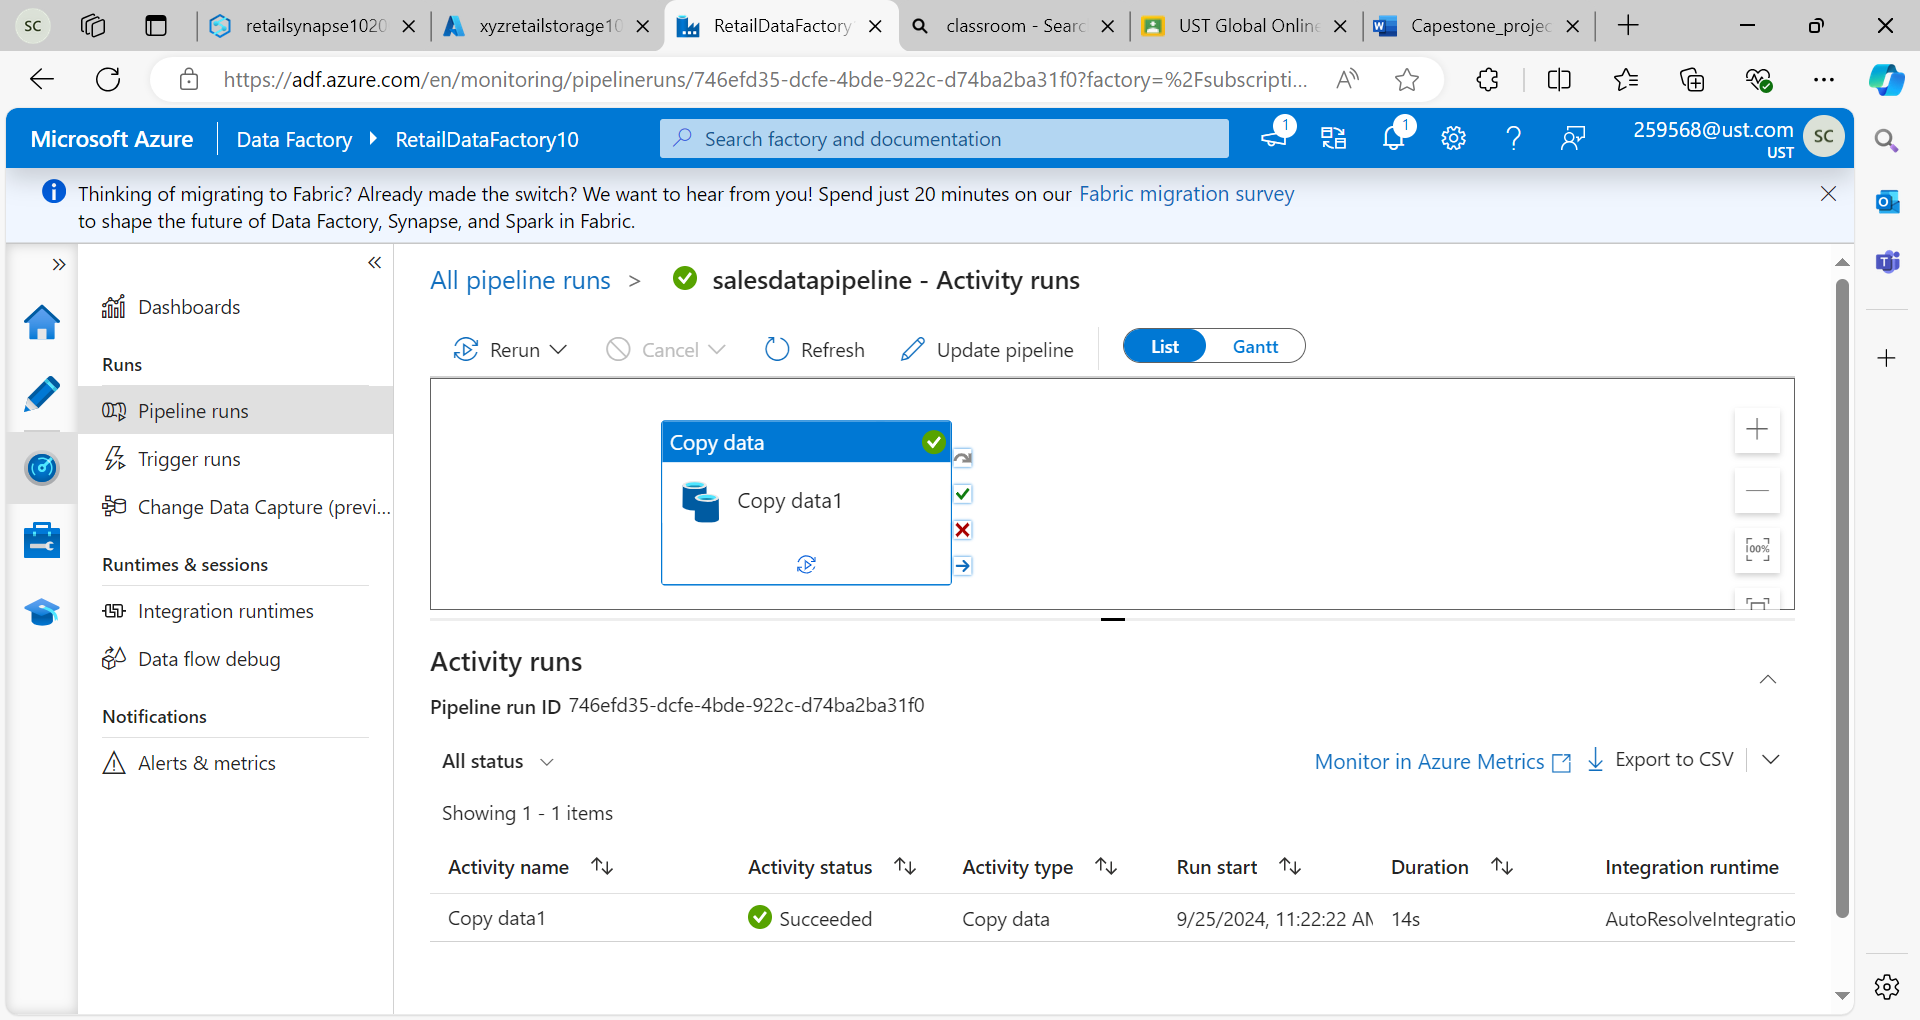 SC
retailsynapse1020
xyzretailstorage10
RetailDataFactory
classroom - Searc
UST Global Online
Capestone_projec
https://adf.azure.com/en/monitoring/pipelineruns/746efd35-dcfe-4bde-922c-d74ba2ba31f0?factory=%2Fsubscripti...
Microsoft Azure
Data Factory
RetailDataFactory10
Search factory and documentation
1
1
259568@ust.com
UST
SC
Thinking of migrating to Fabric? Already made the switch? We want to hear from you! Spend just 20 minutes on our Fabric migration survey
to shape the future of Data Factory, Synapse, and Spark in Fabric.
Dashboards
Runs
Pipeline runs
Trigger runs
Change Data Capture (previ...
Runtimes & sessions
Integration runtimes
Data flow debug
Notifications
Alerts & metrics
All pipeline runs > salesdatapipeline - Activity runs
Rerun
Cancel
Refresh
Update pipeline
List
Gantt
Copy data
Copy data1
100%
Activity runs
Pipeline run ID 746efd35-dcfe-4bde-922c-d74ba2ba31f0
All status
Monitor in Azure Metrics
Export to CSV
Showing 1 - 1 items
Activity name Activity status Activity type Run start Duration Integration runtime
Copy data1 Succeeded Copy data 9/25/2024, 11:22:22 AM 14s AutoResolveIntegratio